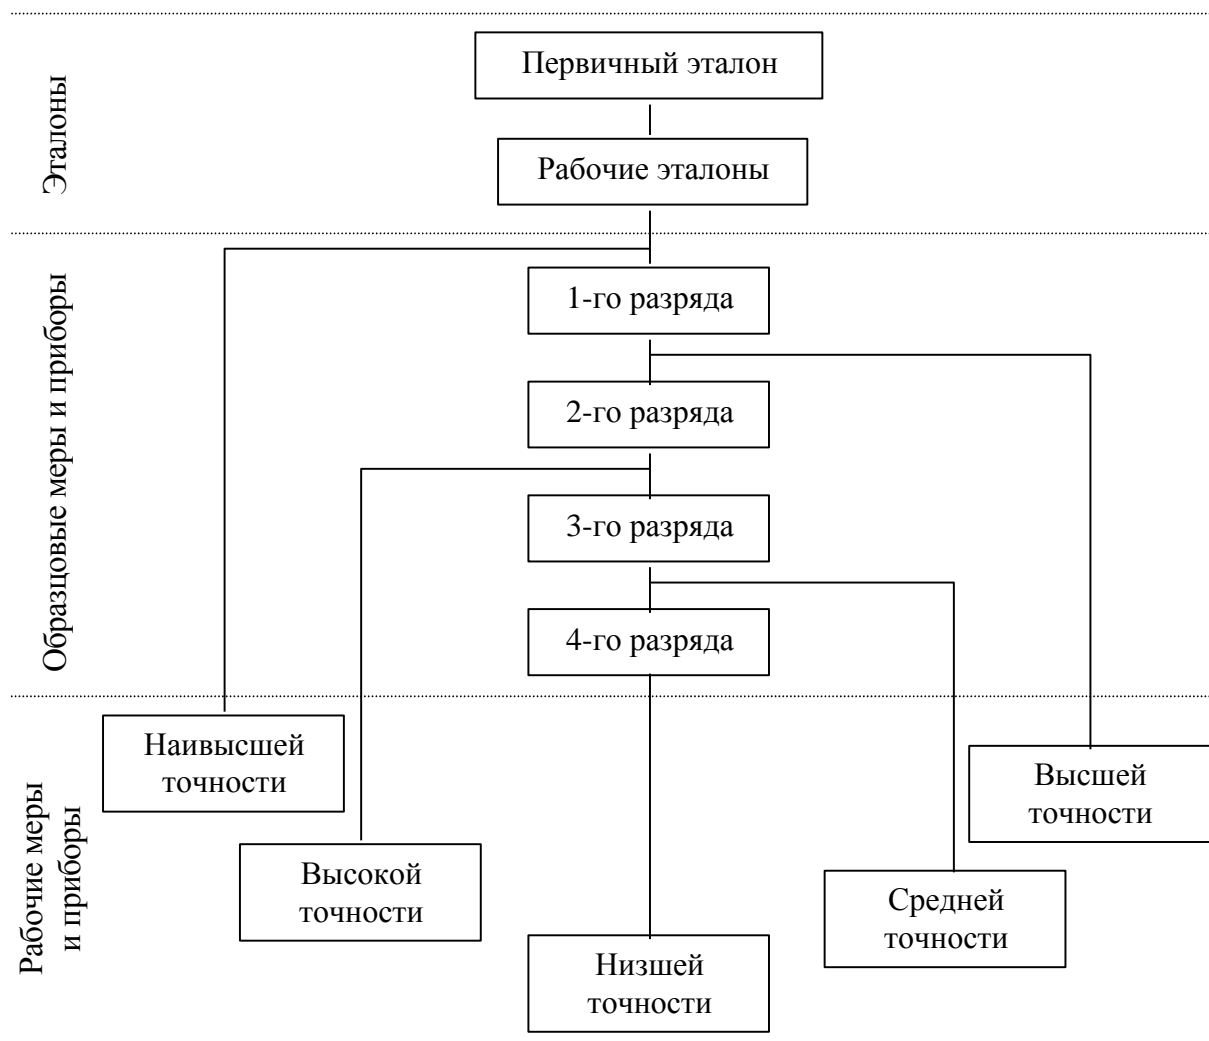 Эталоны
Первичный эталон
Рабочие эталоны
Образцовые меры и приборы
1-го разряда
2-го разряда
3-го разряда
4-го разряда
Рабочие меры
и приборы
Наивысшей
точности
Высшей
точности
Высокой
точности
Средней
точности
Низшей
точности